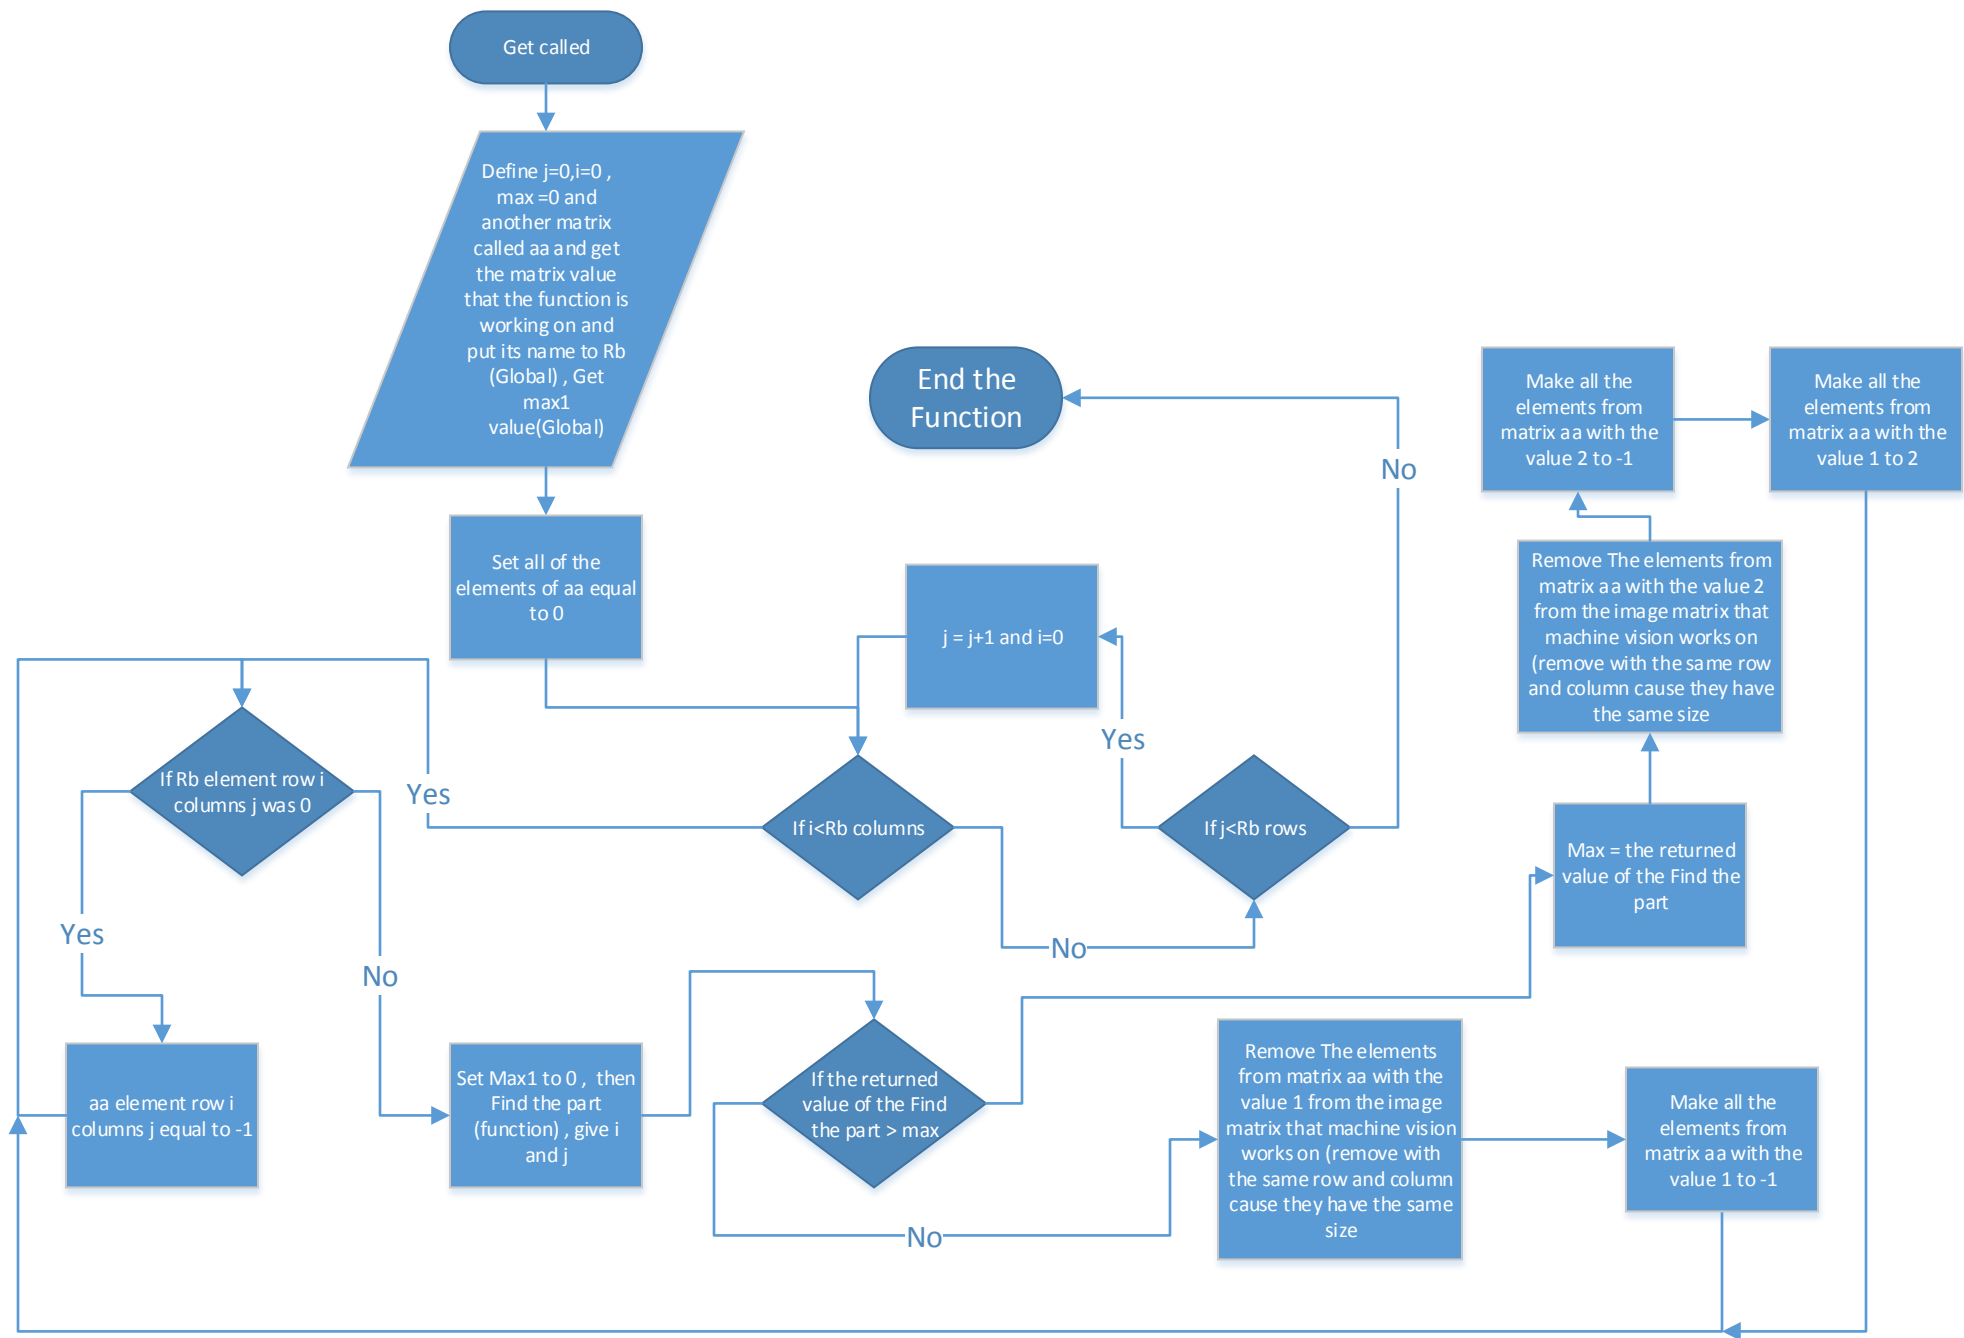 Get called
Define j=0,i=0 ,
max =0 and
another matrix
called aa and get
the matrix value
that the function is
working on and
put its name to Rb
(Global) , Get
max1
value(Global)
Set all of the
elements of aa equal
to 0
End the
Function
No
j = j+1 and i=0
Yes
If i<Rb columns
Yes
No
If j<Rb rows
If Rb element row i
columns j was 0
Yes
No
aa element row i
columns j equal to -1
Set Max1 to 0 , then
Find the part
(function) , give i
and j
If the returned
value of the Find
the part > max
No
Remove The elements
from matrix aa with the
value 1 from the image
matrix that machine vision
works on (remove with
the same row and column
cause they have the same
size
Make all the
elements from
matrix aa with the
value 1 to -1
Max = the returned
value of the Find the
part
Remove The elements from
matrix aa with the value 2
from the image matrix that
machine vision works on
(remove with the same row
and column cause they have
the same size
Make all the
elements from
matrix aa with the
value 2 to -1
Make all the
elements from
matrix aa with the
value 1 to 2